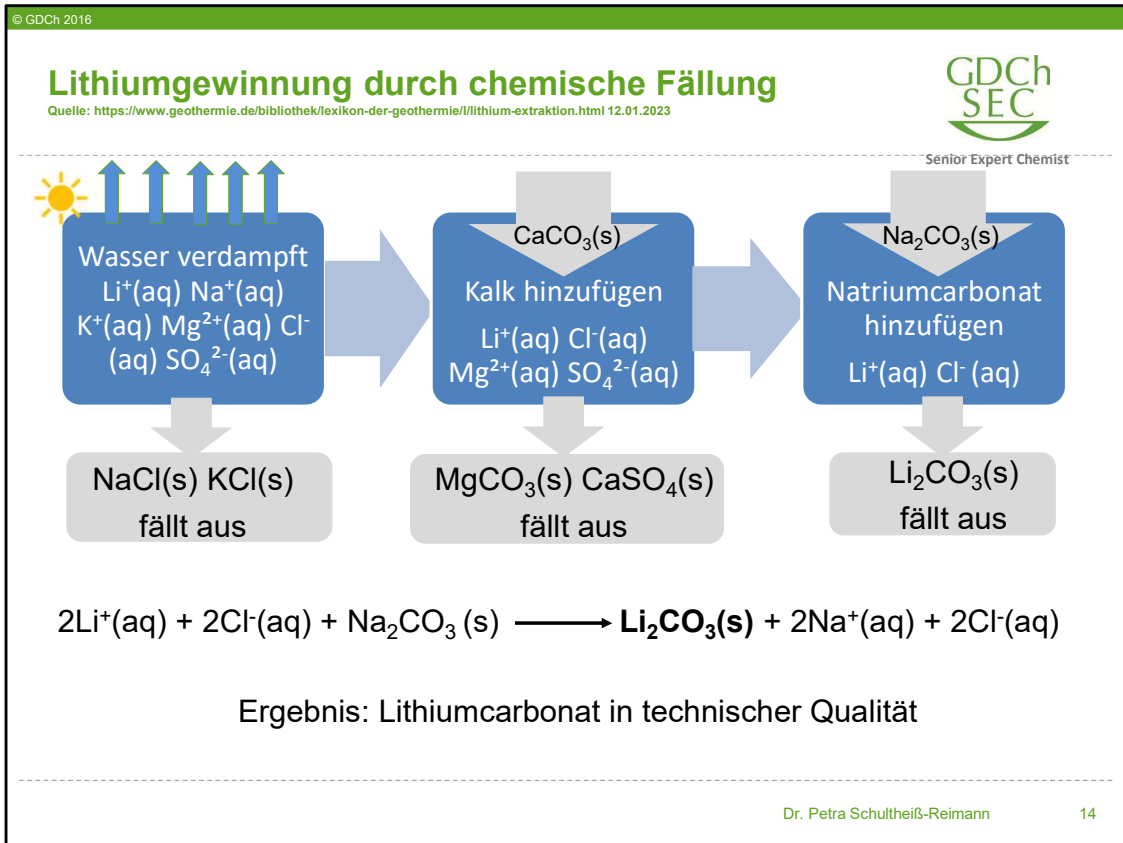 © GDCh 2016
Lithiumgewinnung durch chemische Fällung
Quelle: https://www.geothermie.de/bibliothek/lexikon-der-geothermie/l/lithium-extraktion.html 12.01.2023
GDCh
SEC
Senior Expert Chemist
Wasser verdampft
Li⁺(aq) Na⁺(aq)
K⁺(aq) Mg²⁺(aq) Cl⁻
(aq) SO₄²⁻(aq)
NaCl(s) KCl(s)
fällt aus
CaCO₃(s)
Kalk hinzufügen
Li⁺(aq) Cl⁻(aq)
Mg²⁺(aq) SO₄²⁻(aq)
MgCO₃(s) CaSO₄(s)
fällt aus
Na₂CO₃(s)
Natriumcarbonat
hinzufügen
Li⁺(aq) Cl⁻ (aq)
Li₂CO₃(s)
fällt aus
2Li⁺(aq) + 2Cl⁻(aq) + Na₂CO₃ (s) ⟶ Li₂CO₃(s) + 2Na⁺(aq) + 2Cl⁻(aq)
Ergebnis: Lithiumcarbonat in technischer Qualität
Dr. Petra Schultheiß-Reimann 14